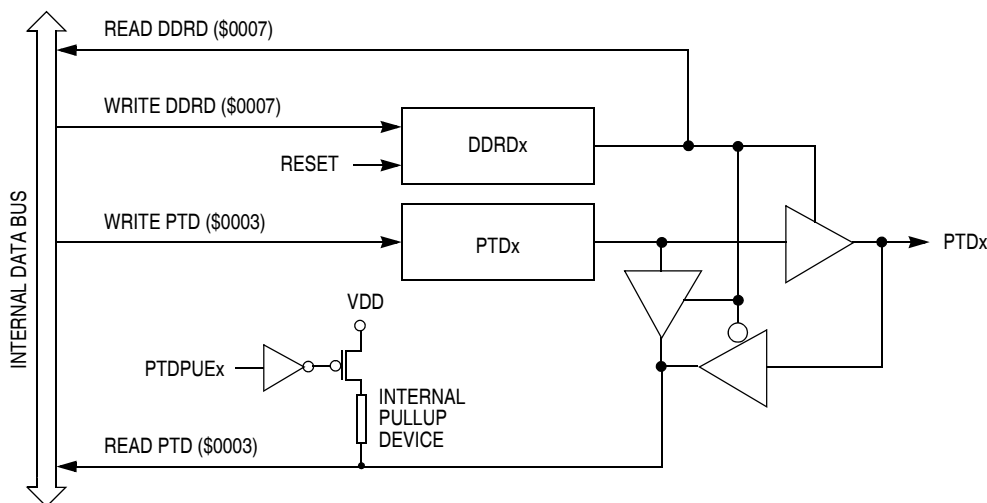 READ DDRD ($0007)
WRITE DDRD ($0007)
DDRDx
RESET
INTERNAL DATA BUS
WRITE PTD ($0003)
PTDx
PTDx
VDD
PTDPUEx
INTERNAL
PULLUP
DEVICE
READ PTD ($0003)